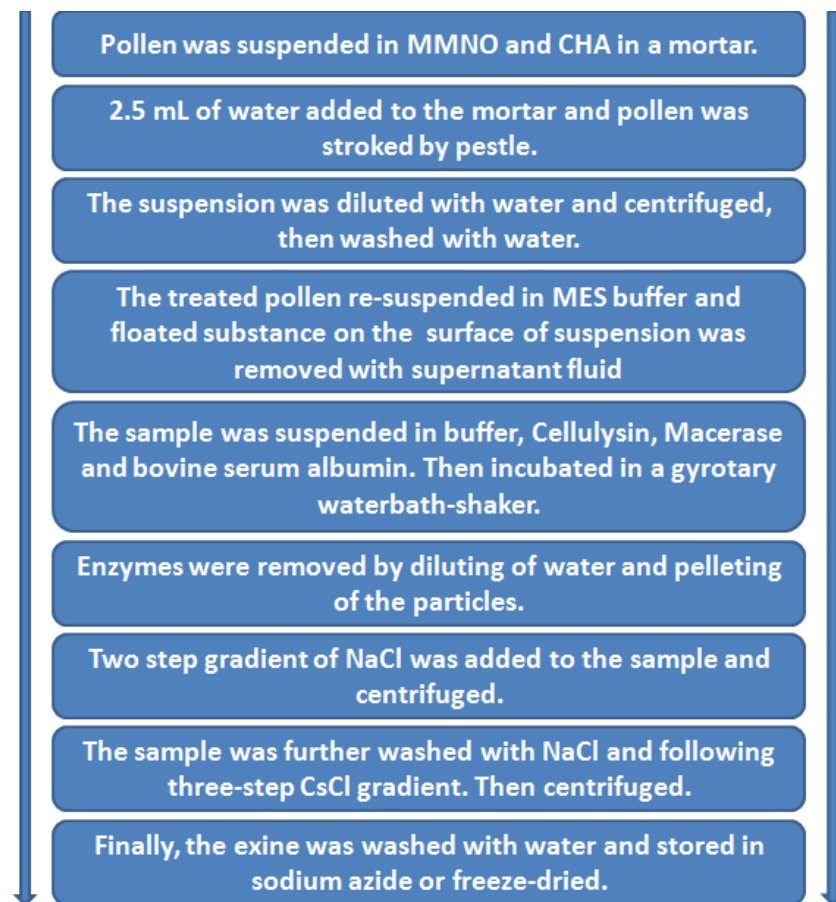 Pollen was suspended in MMNO and CHA in a mortar.
2.5 mL of water added to the mortar and pollen was
stroked by pestle.
The suspension was diluted with water and centrifuged,
then washed with water.
The treated pollen re-suspended in MES buffer and
floated substance on the surface of suspension was
removed with supernatant fluid
The sample was suspended in buffer, Cellulysin, Macerase
and bovine serum albumin. Then incubated in a gyrotary
waterbath-shaker.
Enzymes were removed by diluting of water and pelleting
of the particles.
Two step gradient of NaCl was added to the sample and
centrifuged.
The sample was further washed with NaCl and following
three-step CsCl gradient. Then centrifuged.
Finally, the exine was washed with water and stored in
sodium azide or freeze-dried.